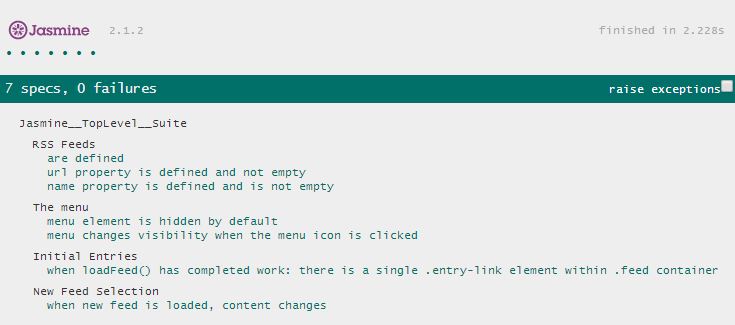 Jasmine 2.1.2 finished in 2.228s
7 specs, 0 failures raise exceptions
Jasmine__TopLevel__Suite
RSS Feeds
are defined
url property is defined and not empty
name property is defined and is not empty
The menu
menu element is hidden by default
menu changes visibility when the menu icon is clicked
Initial Entries
when loadFeed() has completed work: there is a single .entry-link element within .feed container
New Feed Selection
when new feed is loaded, content changes